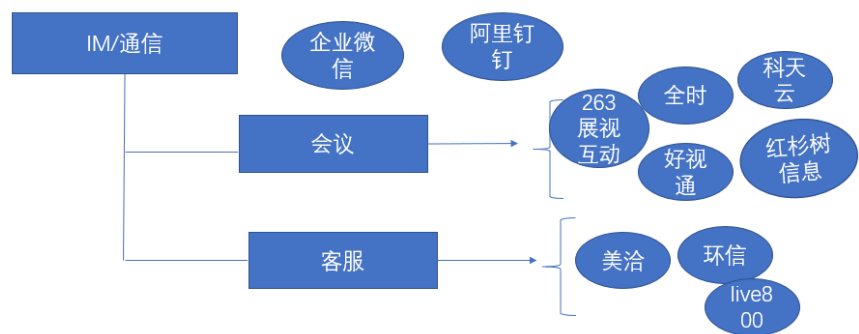 IM/通信
企业微
信
阿里钉
钉
会议
263
展视
互动
全时
科天
云
好视
通
红杉树
信息
客服
美洽
环信
live8
00